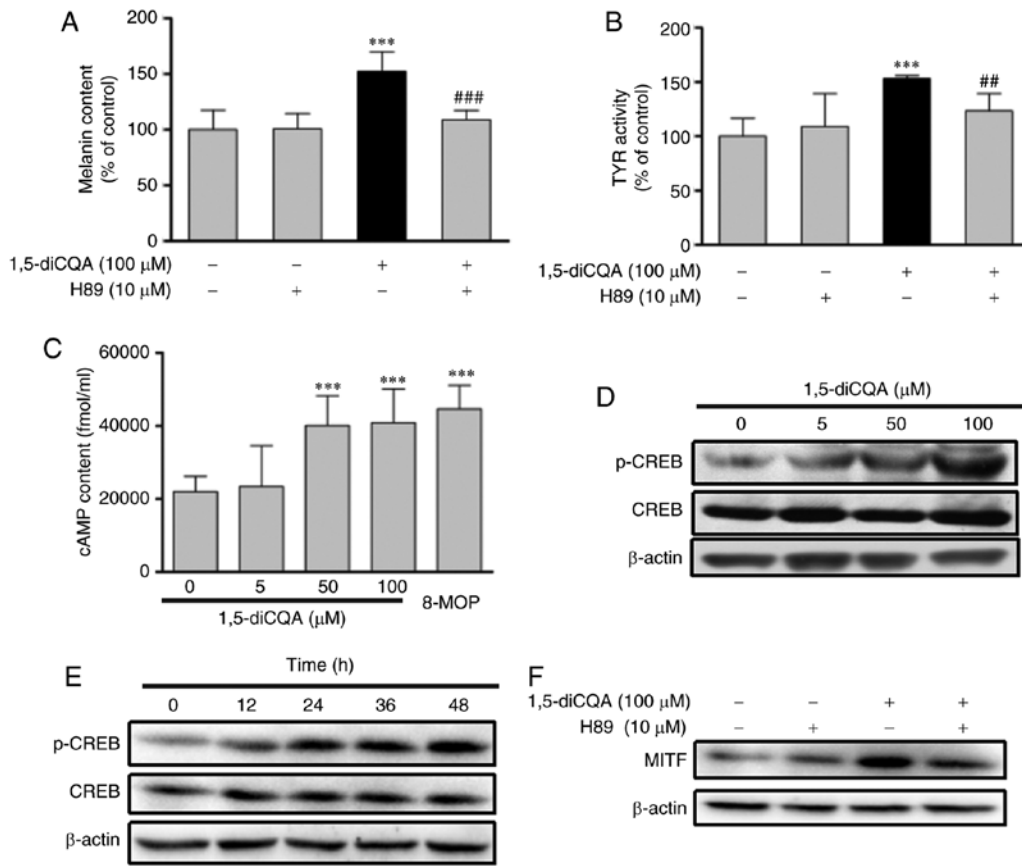 A
Melanin content
(% of control)
200
150
100
50
0
***
###
1,5-diCQA (100 μM) – – + +
H89 (10 μM) – + – +
B
TYR activity
(% of control)
200
150
100
50
0
***
##
1,5-diCQA (100 μM) – – + +
H89 (10 μM) – + – +
C
cAMP content (fmol/ml)
60000
40000
20000
0
*** *** ***
0 5 50 100 8-MOP
1,5-diCQA (μM)
D
1,5-diCQA (μM)
0 5 50 100
p-CREB
CREB
β-actin
E
Time (h)
0 12 24 36 48
p-CREB
CREB
β-actin
F
1,5-diCQA (100 μM) – – + +
H89 (10 μM) – + – +
MITF
β-actin